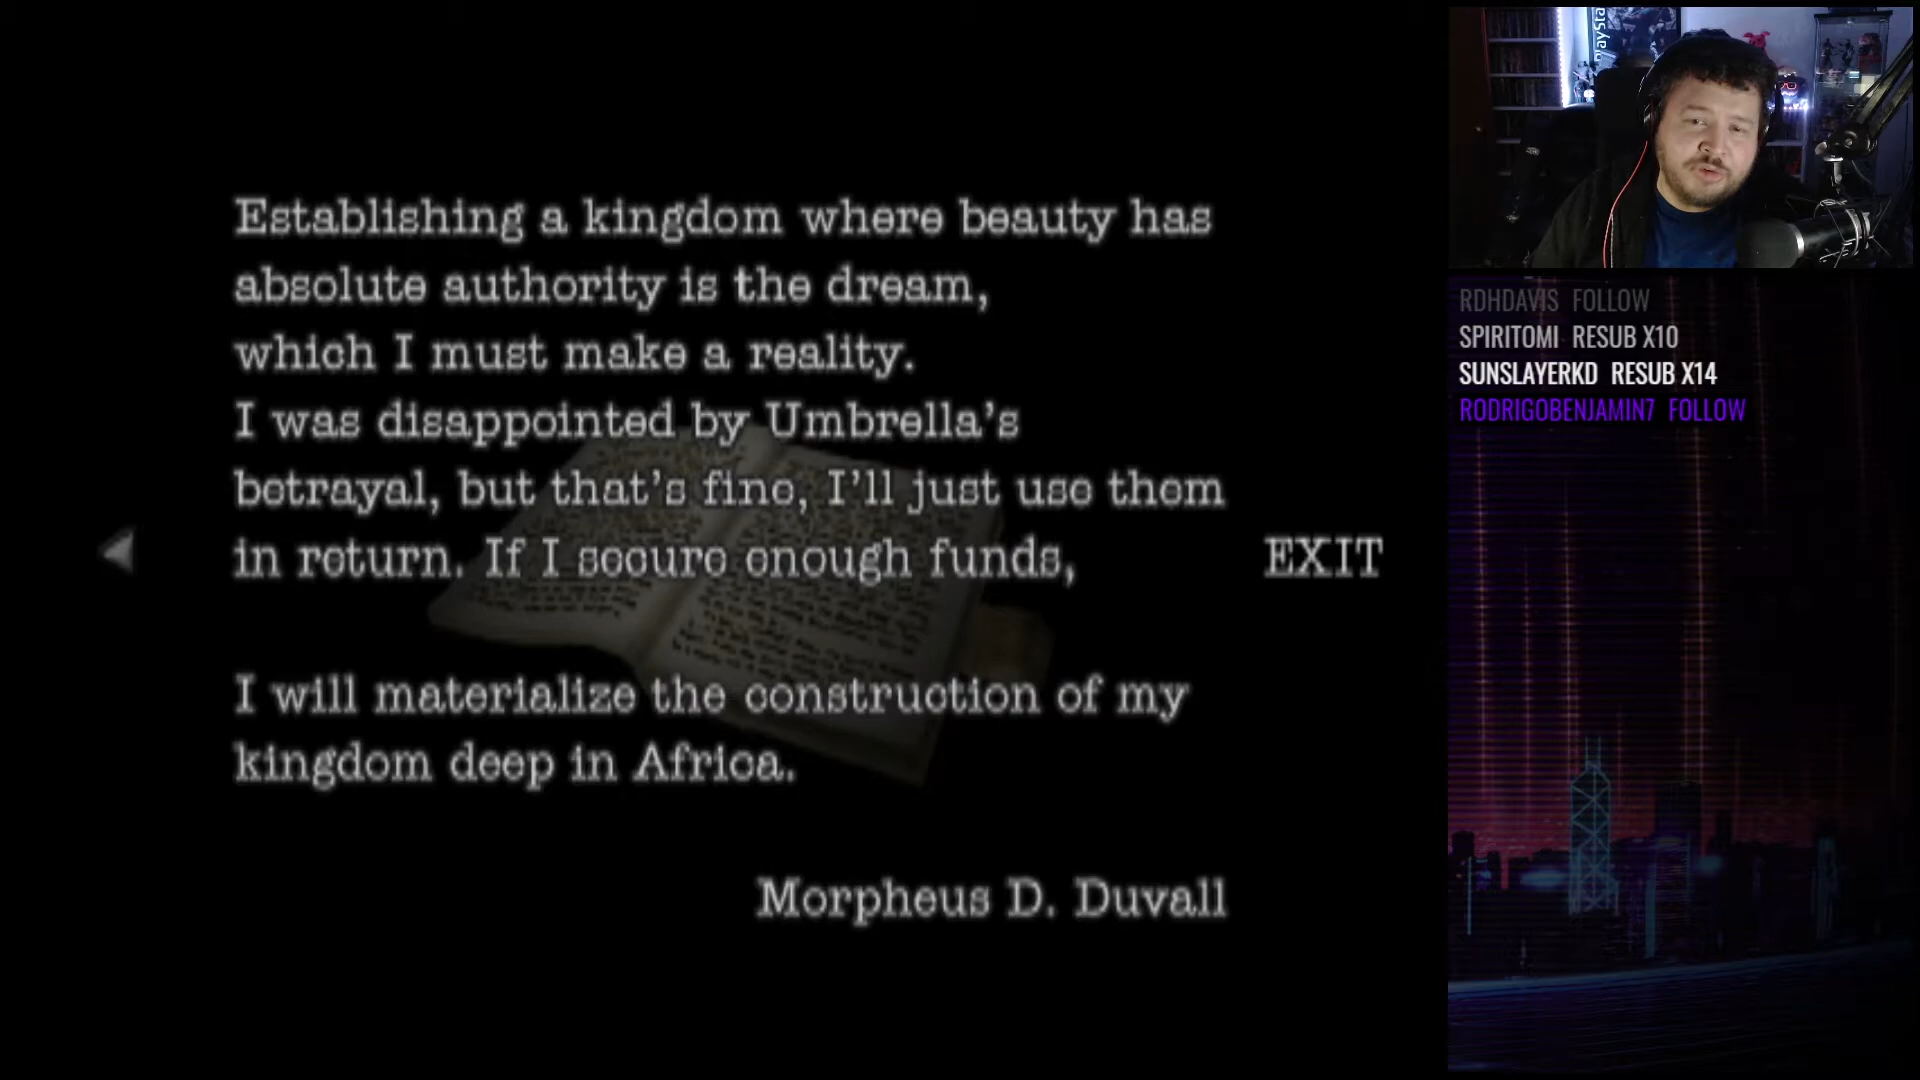 Establishing a kingdom where beauty has
absolute authority is the dream,
which I must make a reality.
I was disappointed by Umbrella's
betrayal, but that's fine, I'll just use them
in return. If I secure enough funds,
EXIT
I will materialize the construction of my
kingdom deep in Africa.
Morpheus D. Duvall
RDHDAVIS FOLLOW
SPIRITOMI RESUB X10
SUNSLAYERKD RESUB X14
RODRIGOBENJAMIN7 FOLLOW